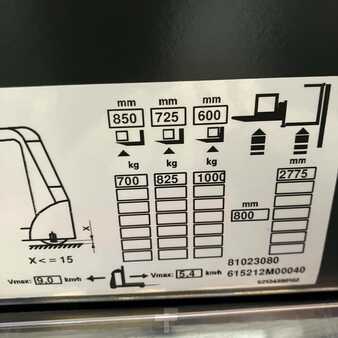 mm mm mm
850 725 600
kg kg kg
700 825 1000
mm
2775
mm
800
X
X <= 15
81023080
Vmax: 9.0 km/h Vmax: 5.4 km/h 615212M00040